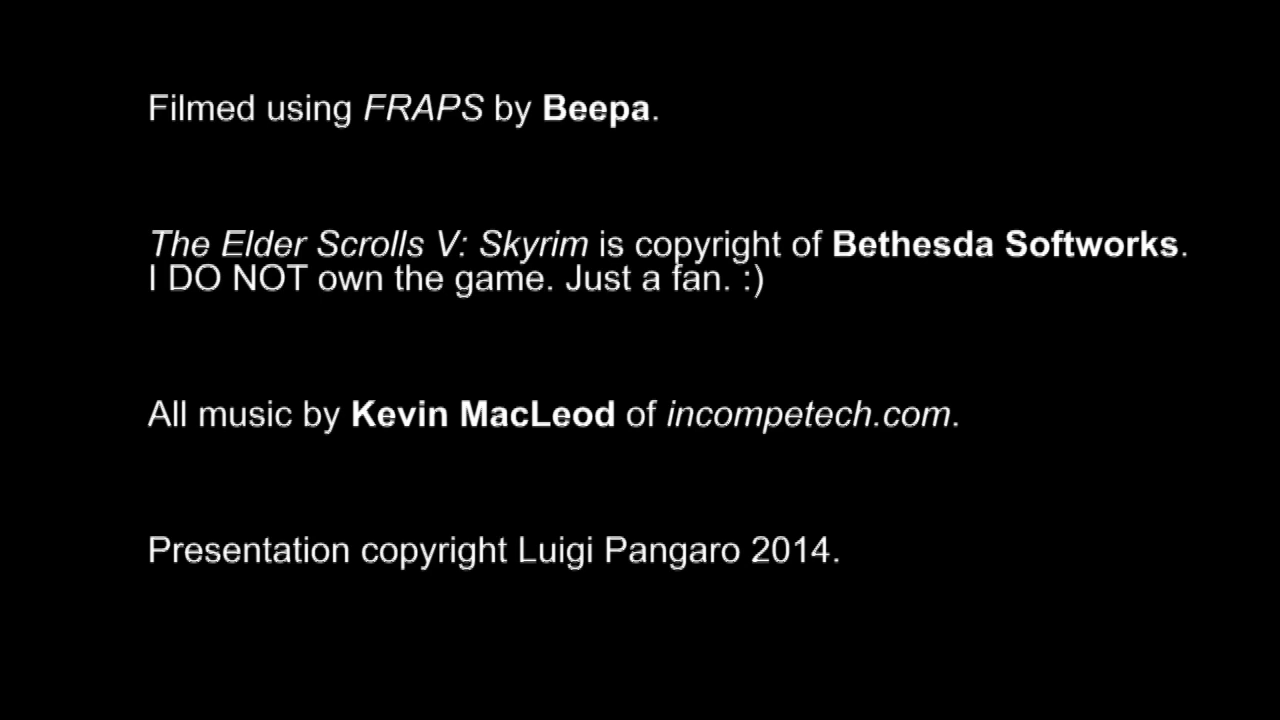 Filmed using FRAPS by Beepa.
The Elder Scrolls V: Skyrim is copyright of Bethesda Softworks.
I DO NOT own the game. Just a fan. :)
All music by Kevin MacLeod of incompetech.com.
Presentation copyright Luigi Pangaro 2014.